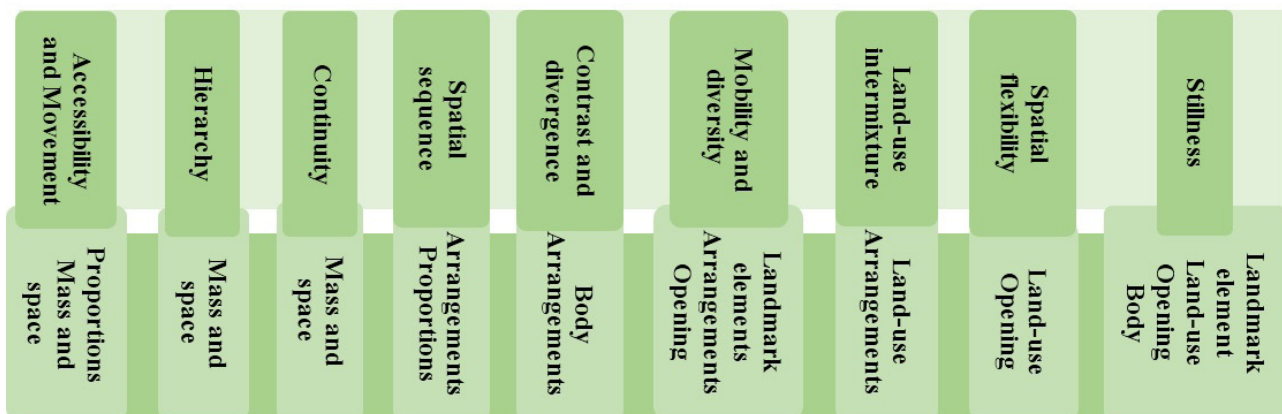 Accessibility
and Movement
Hierarchy
Continuity
Spatial
sequence
Contrast and
divergence
Mobility and
diversity
Land-use
intermixture
Spatial
flexibility
Stillness
Proportions
Mass and
space
Mass and
space
Mass and
space
Arrangements
Proportions
Body
Arrangements
Landmark
elements
Arrangements
Opening
Land-use
Arrangements
Land-use
Opening
Landmark
element
Land-use
Opening
Body